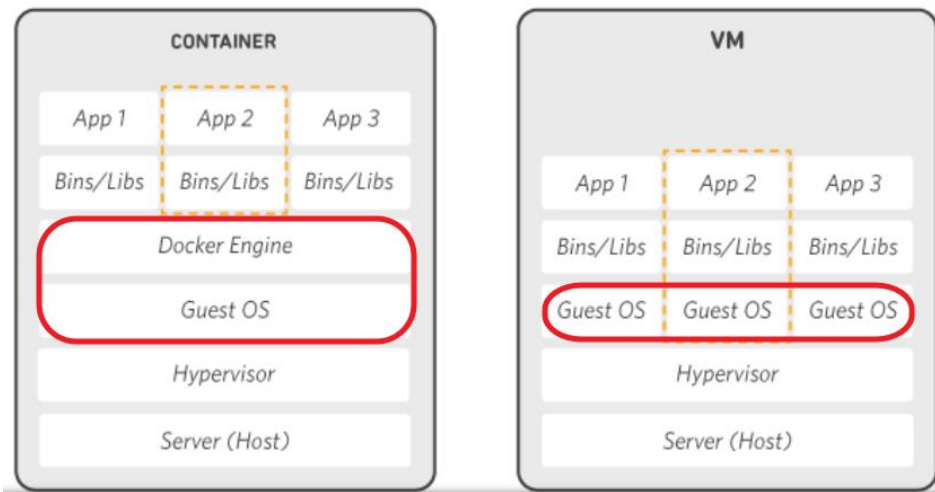 CONTAINER
App 1 App 2 App 3
Bins/Libs Bins/Libs Bins/Libs
Docker Engine
Guest OS
Hypervisor
Server (Host)
VM
App 1 App 2 App 3
Bins/Libs Bins/Libs Bins/Libs
Guest OS Guest OS Guest OS
Hypervisor
Server (Host)